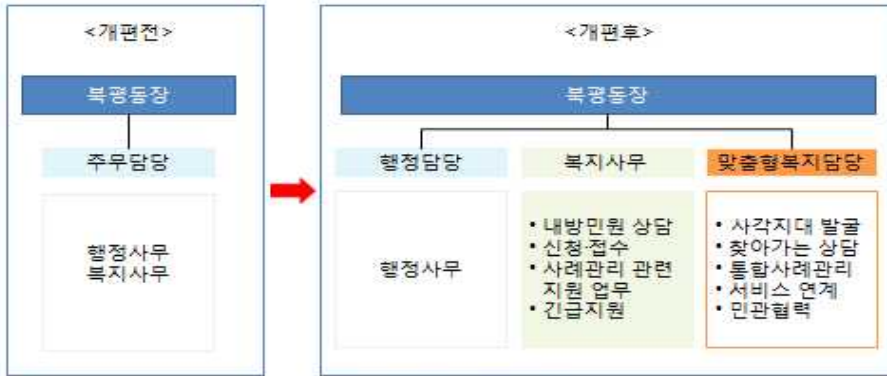 <개편전>
북평동장
주무담당
행정사무
복지사무
<개편후>
북평동장
행정담당
행정사무
복지사무
• 내방민원 상담
• 신청·접수
• 사례관리 관련
지원 업무
• 긴급지원
맞춤형복지담당
• 사각지대 발굴
• 찾아가는 상담
• 통합사례관리
• 서비스 연계
• 민관협력